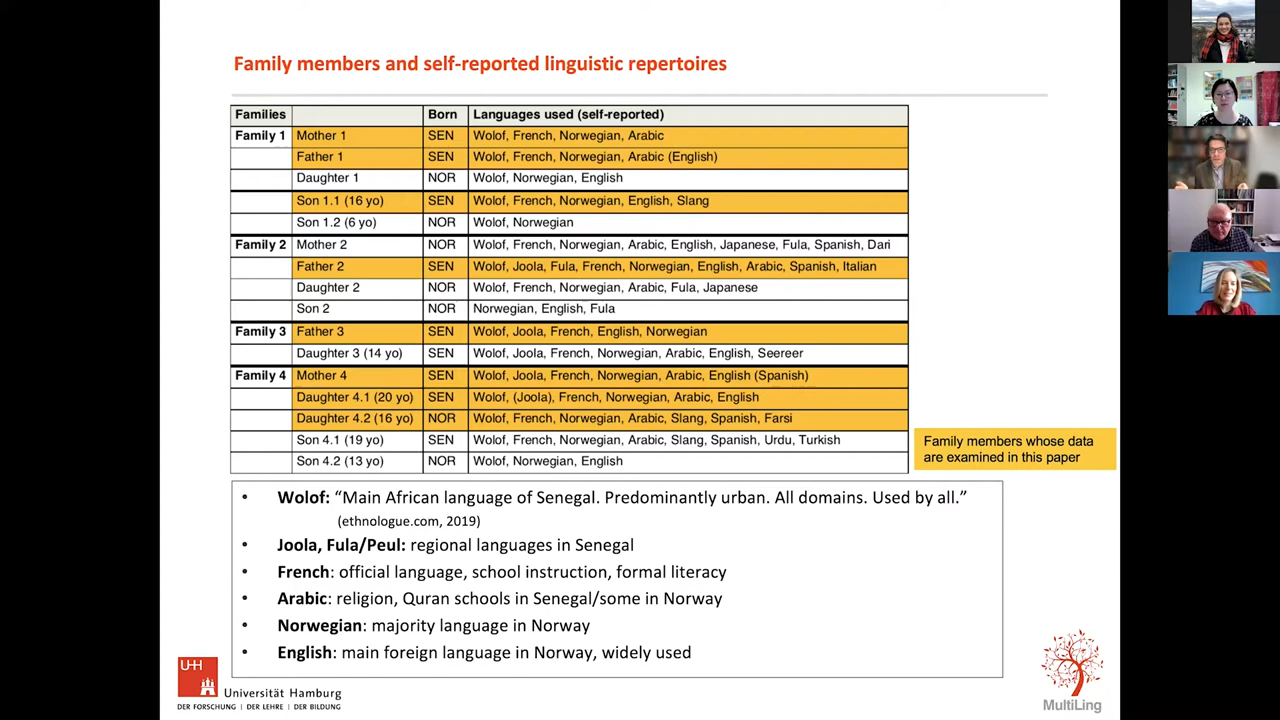 Family members and self-reported linguistic repertoires
Families Born Languages used (self-reported)
Family 1 Mother 1 SEN Wolof, French, Norwegian, Arabic
Father 1 SEN Wolof, French, Norwegian, Arabic (English)
Daughter 1 NOR Wolof, Norwegian, English
Son 1.1 (16 yo) SEN Wolof, French, Norwegian, English, Slang
Son 1.2 (6 yo) NOR Wolof, Norwegian
Family 2 Mother 2 NOR Wolof, French, Norwegian, Arabic, English, Japanese, Fula, Spanish, Dari
Father 2 SEN Wolof, Joola, Fula, French, Norwegian, English, Arabic, Spanish, Italian
Daughter 2 NOR Wolof, French, Norwegian, Arabic, Fula, Japanese
Son 2 NOR Norwegian, English, Fula
Family 3 Father 3 SEN Wolof, Joola, French, English, Norwegian
Daughter 3 (14 yo) SEN Wolof, Joola, French, Norwegian, Arabic, English, Seereer
Family 4 Mother 4 SEN Wolof, Joola, French, Norwegian, Arabic, English (Spanish)
Daughter 4.1 (20 yo) SEN Wolof, (Joola), French, Norwegian, Arabic, English
Daughter 4.2 (16 yo) NOR Wolof, French, Norwegian, Arabic, Slang, Spanish, Farsi
Son 4.1 (19 yo) SEN Wolof, French, Norwegian, Arabic, Slang, Spanish, Urdu, Turkish
Son 4.2 (13 yo) NOR Wolof, Norwegian, English
Family members whose data
are examined in this paper
• Wolof: “Main African language of Senegal. Predominantly urban. All domains. Used by all.”
(ethnologue.com, 2019)
• Joola, Fula/Peul: regional languages in Senegal
• French: official language, school instruction, formal literacy
• Arabic: religion, Quran schools in Senegal/some in Norway
• Norwegian: majority language in Norway
• English: main foreign language in Norway, widely used
UH
Universität Hamburg
DER FORSCHUNG | DER LEHRE | DER BILDUNG
MultiLing